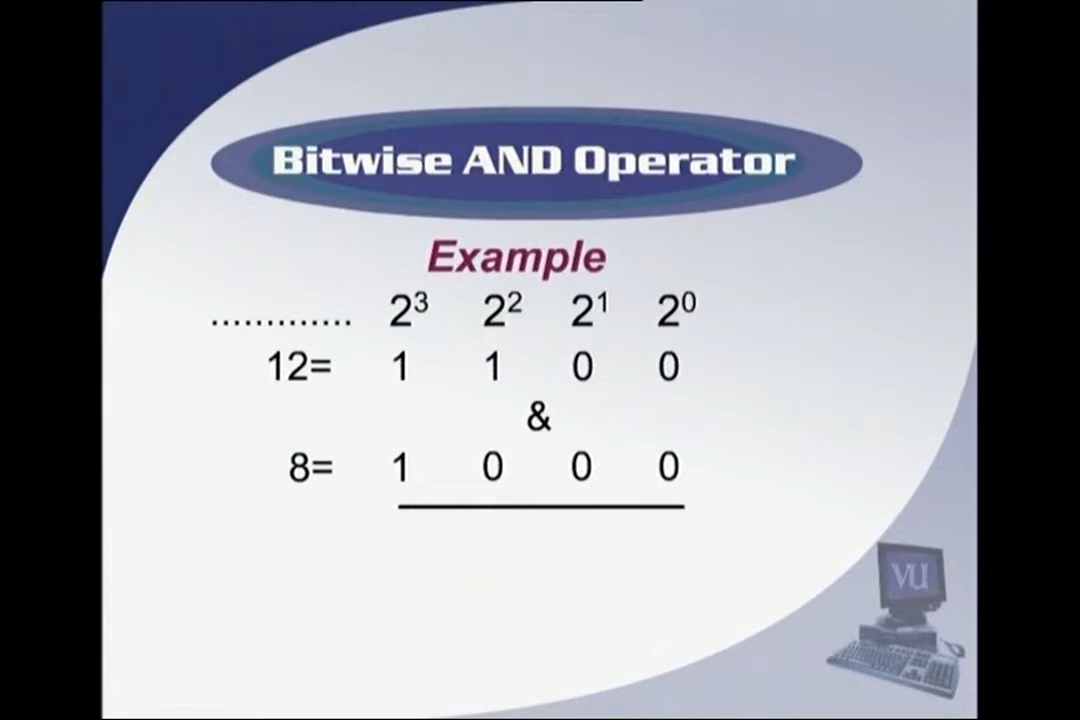 Bitwise AND Operator
Example
............. 2³ 2² 2¹ 2⁰
12= 1 1 0 0
&
8= 1 0 0 0
VU